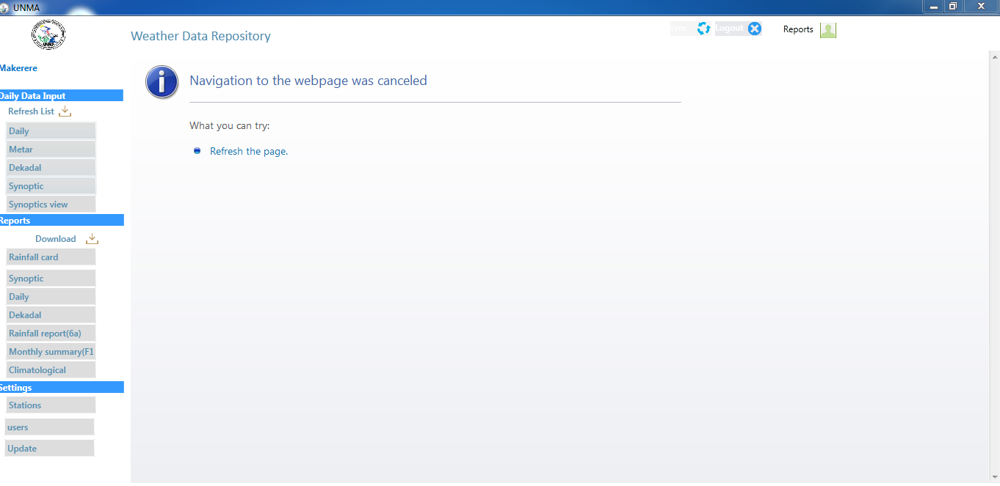 UNMA
Weather Data Repository
sync
Logout
Reports
Makerere
Daily Data Input
Refresh List
Daily
Metar
Dekadal
Synoptic
Synoptics view
Reports
Download
Rainfall card
Synoptic
Daily
Dekadal
Rainfall report(6a)
Monthly summary(F1
Climatological
Settings
Stations
users
Update
Navigation to the webpage was canceled
What you can try:
Refresh the page.